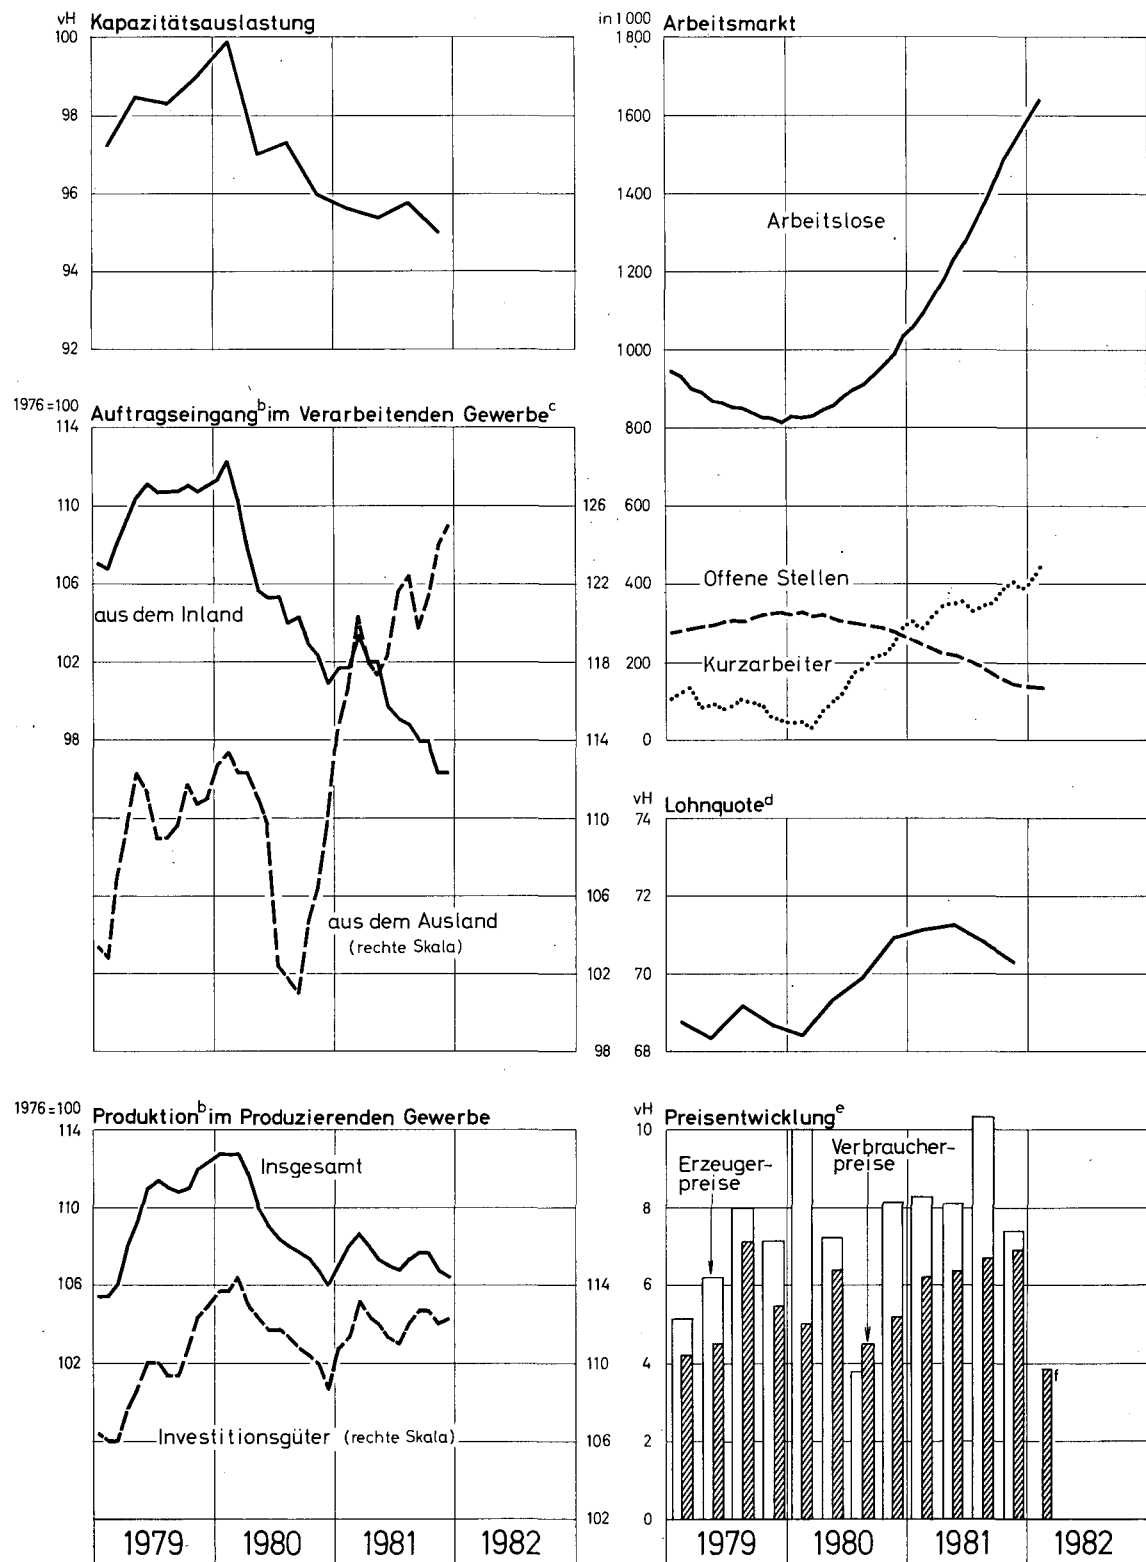 vH
Kapazitätsauslastung
100
98
96
94
92
1976=100
Auftragseingang b im Verarbeitenden Gewerbe c
114
110
106
102
98
126
122
118
114
110
106
102
98
aus dem Inland
aus dem Ausland
(rechte Skala)
1976=100
Produktion b im Produzierenden Gewerbe
114
110
106
102
114
110
106
102
Insgesamt
Investitionsgüter (rechte Skala)
1979 1980 1981 1982
in 1000
Arbeitsmarkt
1800
1600
1400
1200
1000
800
600
400
200
0
Arbeitslose
Offene Stellen
Kurzarbeiter
vH
Lohnquote d
74
72
70
68
vH
Preisentwicklung e
10
8
6
4
2
0
Erzeuger-
preise
Verbraucher-
preise
f
1979 1980 1981 1982